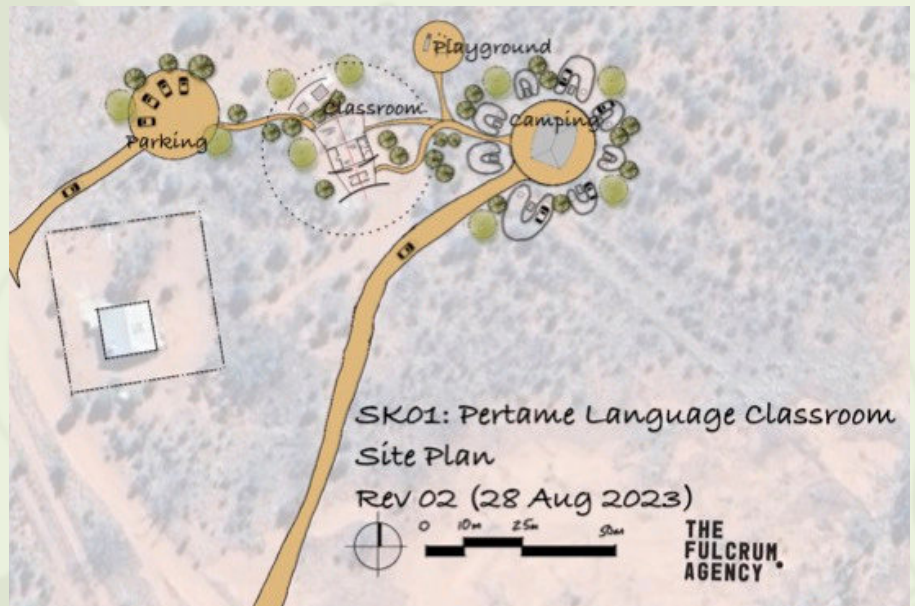 Playground
Classroom
Camping
Parking
SK01: Pertame Language Classroom
Site Plan
Rev 02 (28 Aug 2023)
0 10m 25m 50m
THE
FULCRUM
AGENCY